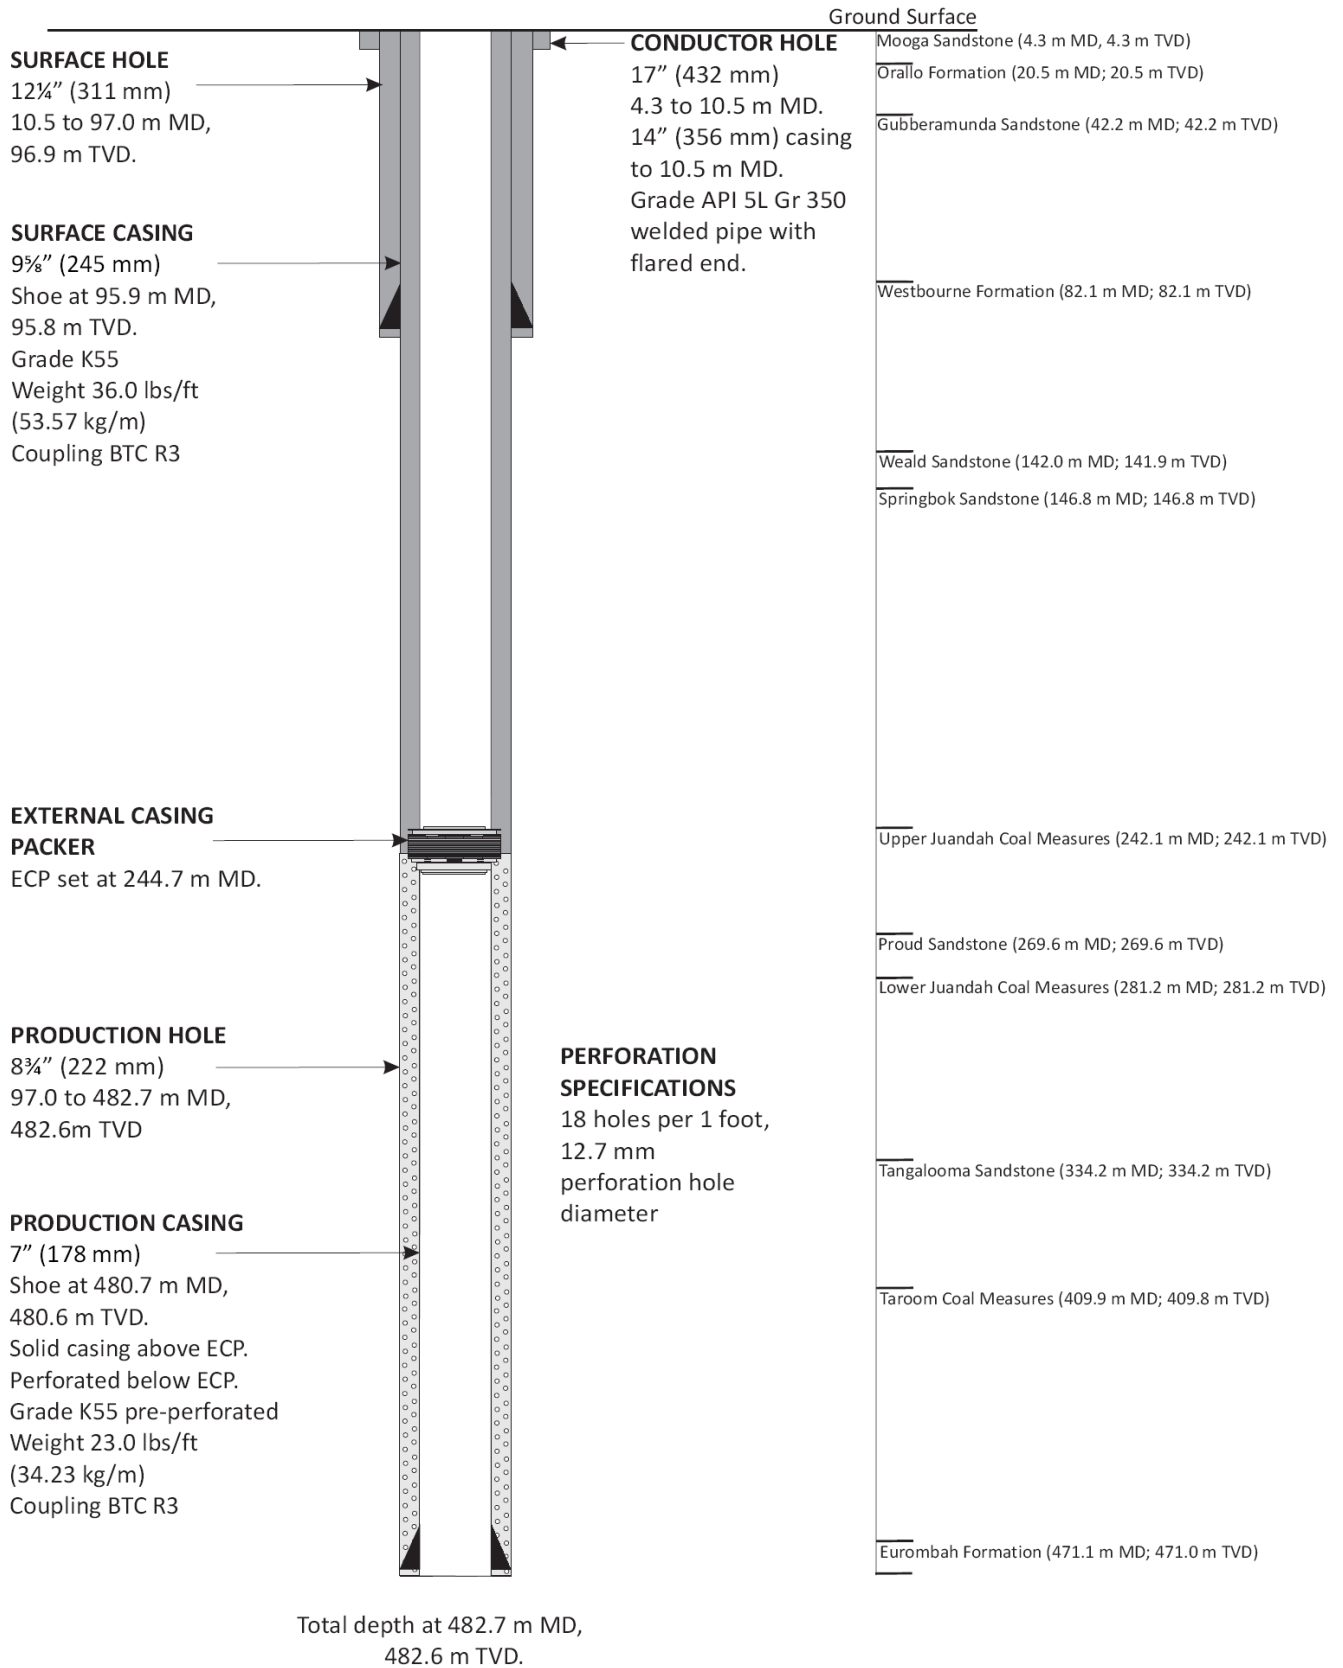 Ground Surface
SURFACE HOLE
12¼” (311 mm)
10.5 to 97.0 m MD,
96.9 m TVD.
SURFACE CASING
9⅝” (245 mm)
Shoe at 95.9 m MD,
95.8 m TVD.
Grade K55
Weight 36.0 lbs/ft
(53.57 kg/m)
Coupling BTC R3
EXTERNAL CASING
PACKER
ECP set at 244.7 m MD.
PRODUCTION HOLE
8¾” (222 mm)
97.0 to 482.7 m MD,
482.6m TVD
PRODUCTION CASING
7” (178 mm)
Shoe at 480.7 m MD,
480.6 m TVD.
Solid casing above ECP.
Perforated below ECP.
Grade K55 pre-perforated
Weight 23.0 lbs/ft
(34.23 kg/m)
Coupling BTC R3
CONDUCTOR HOLE
17” (432 mm)
4.3 to 10.5 m MD.
14” (356 mm) casing
to 10.5 m MD.
Grade API 5L Gr 350
welded pipe with
flared end.
PERFORATION
SPECIFICATIONS
18 holes per 1 foot,
12.7 mm
perforation hole
diameter
Mooga Sandstone (4.3 m MD, 4.3 m TVD)
Orallo Formation (20.5 m MD; 20.5 m TVD)
Gubberamunda Sandstone (42.2 m MD; 42.2 m TVD)
Westbourne Formation (82.1 m MD; 82.1 m TVD)
Weald Sandstone (142.0 m MD; 141.9 m TVD)
Springbok Sandstone (146.8 m MD; 146.8 m TVD)
Upper Juandah Coal Measures (242.1 m MD; 242.1 m TVD)
Proud Sandstone (269.6 m MD; 269.6 m TVD)
Lower Juandah Coal Measures (281.2 m MD; 281.2 m TVD)
Tangalooma Sandstone (334.2 m MD; 334.2 m TVD)
Taroom Coal Measures (409.9 m MD; 409.8 m TVD)
Eurombah Formation (471.1 m MD; 471.0 m TVD)
Total depth at 482.7 m MD,
482.6 m TVD.